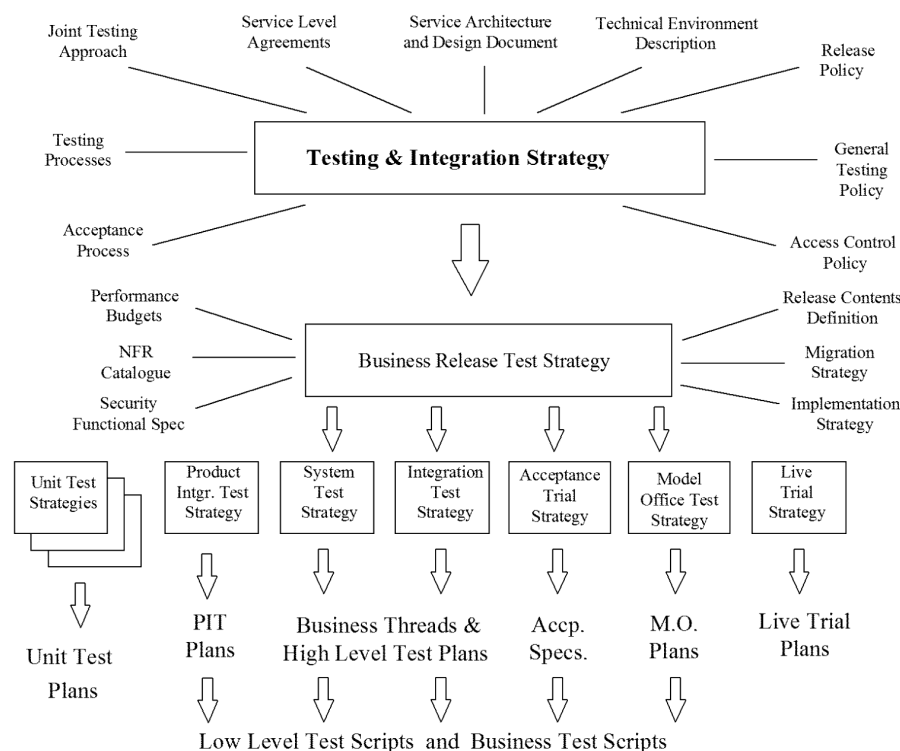 Joint Testing
Approach
Service Level
Agreements
Service Architecture
and Design Document
Technical Environment
Description
Release
Policy
Testing & Integration Strategy
Testing
Processes
General
Testing
Policy
Acceptance
Process
Access Control
Policy
Performance
Budgets
Release Contents
Definition
Business Release Test Strategy
NFR
Catalogue
Migration
Strategy
Security
Functional Spec
Implementation
Strategy
Unit Test
Strategies
Product
Intgr. Test
Strategy
System
Test
Strategy
Integration
Test
Strategy
Acceptance
Trial
Strategy
Model
Office Test
Strategy
Live
Trial
Strategy
Unit Test
Plans
PIT
Plans
Business Threads &
High Level Test Plans
Accp.
Specs.
M.O.
Plans
Live Trial
Plans
Low Level Test Scripts and Business Test Scripts